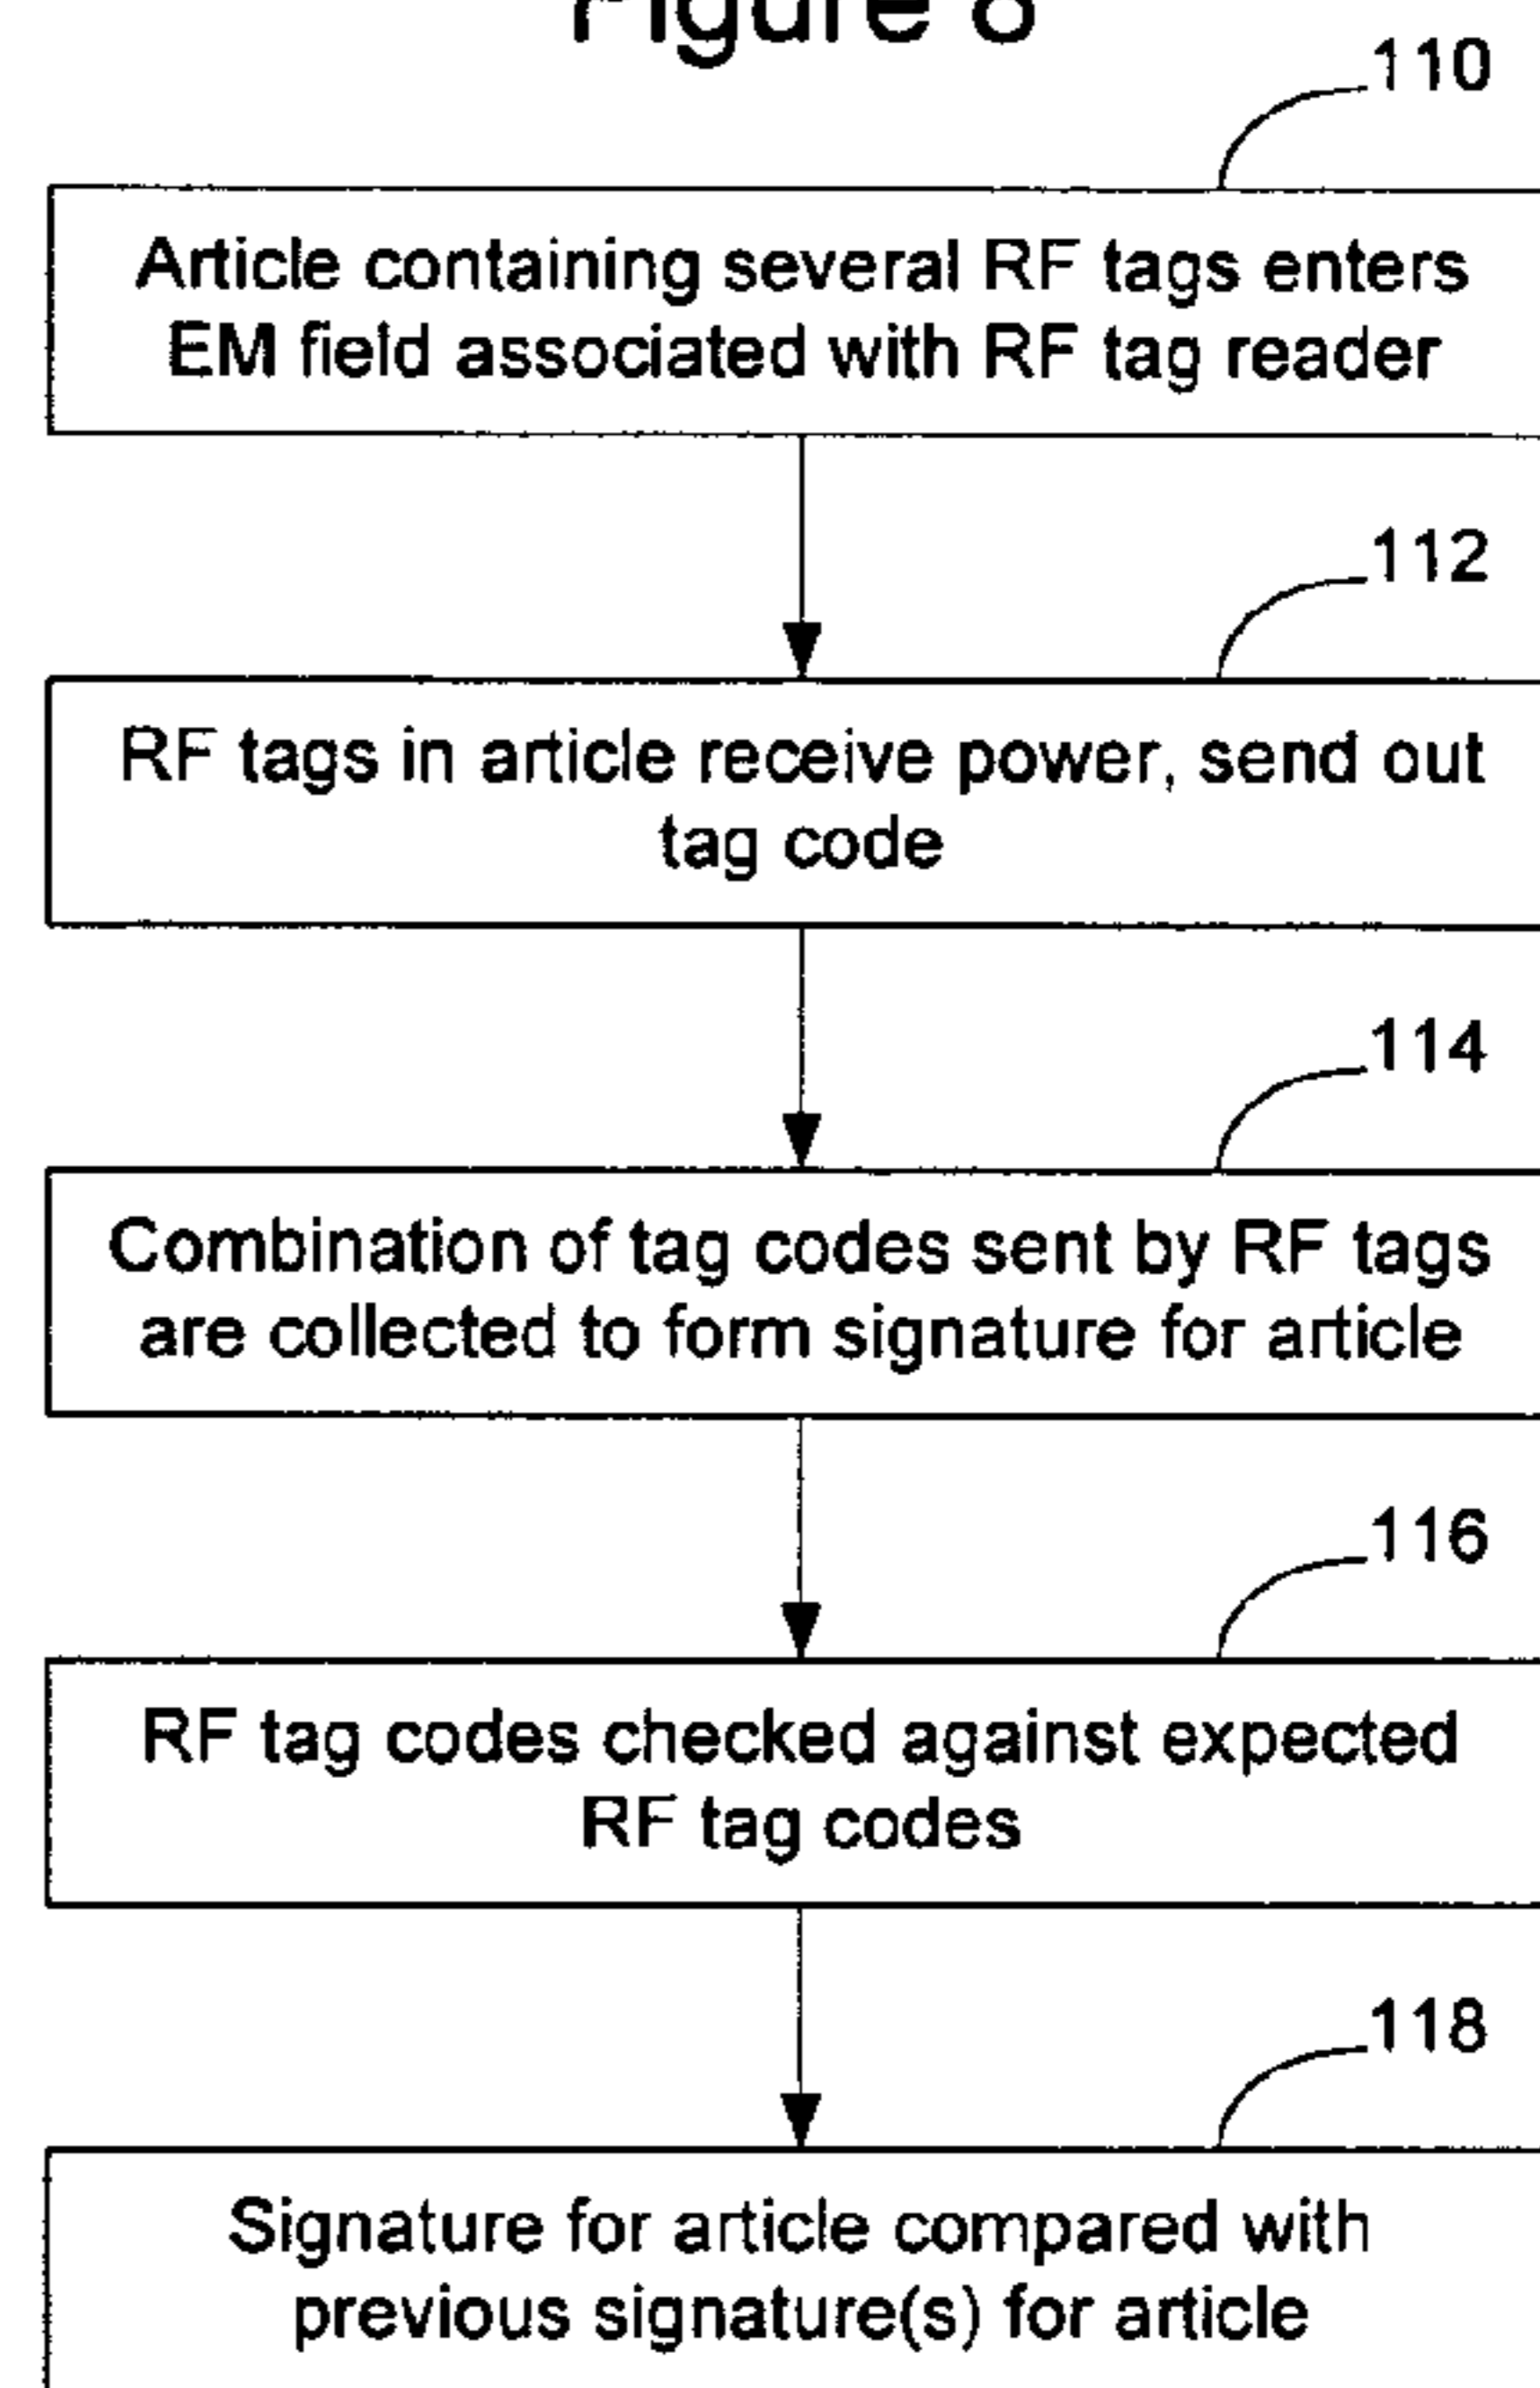 Figure 8
110
Article containing several RF tags enters
EM field associated with RF tag reader
112
RF tags in article receive power, send out
tag code
114
Combination of tag codes sent by RF tags
are collected to form signature for article
116
RF tag codes checked against expected
RF tag codes
118
Signature for article compared with
previous signature(s) for article